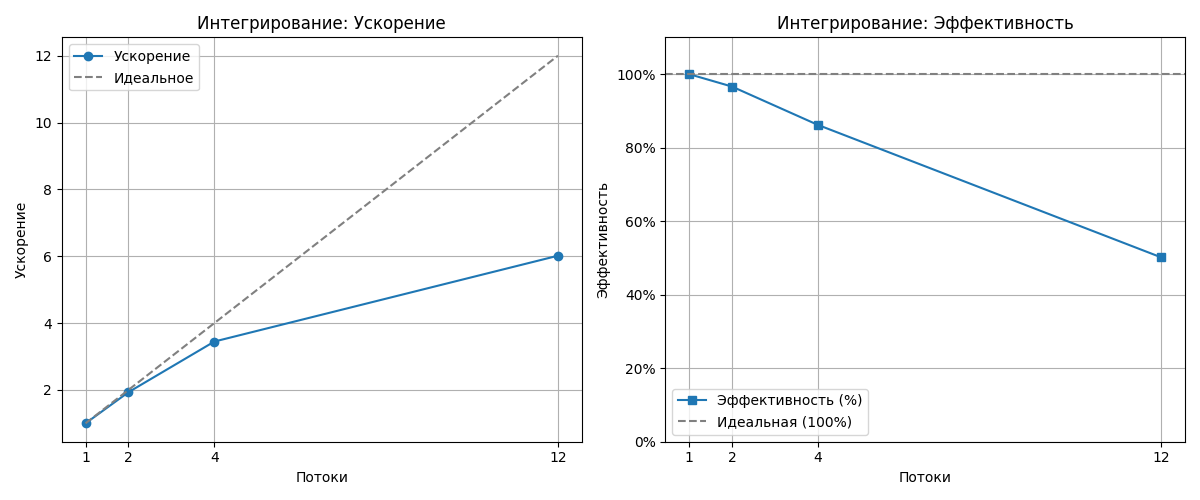 Интегрирование: Ускорение
Ускорение
Идеальное
12
10
8
6
4
2
Ускорение
1 2 4 12
Потоки
Интегрирование: Эффективность
100%
80%
60%
40%
20%
0%
Эффективность
Эффективность (%)
Идеальная (100%)
1 2 4 12
Потоки